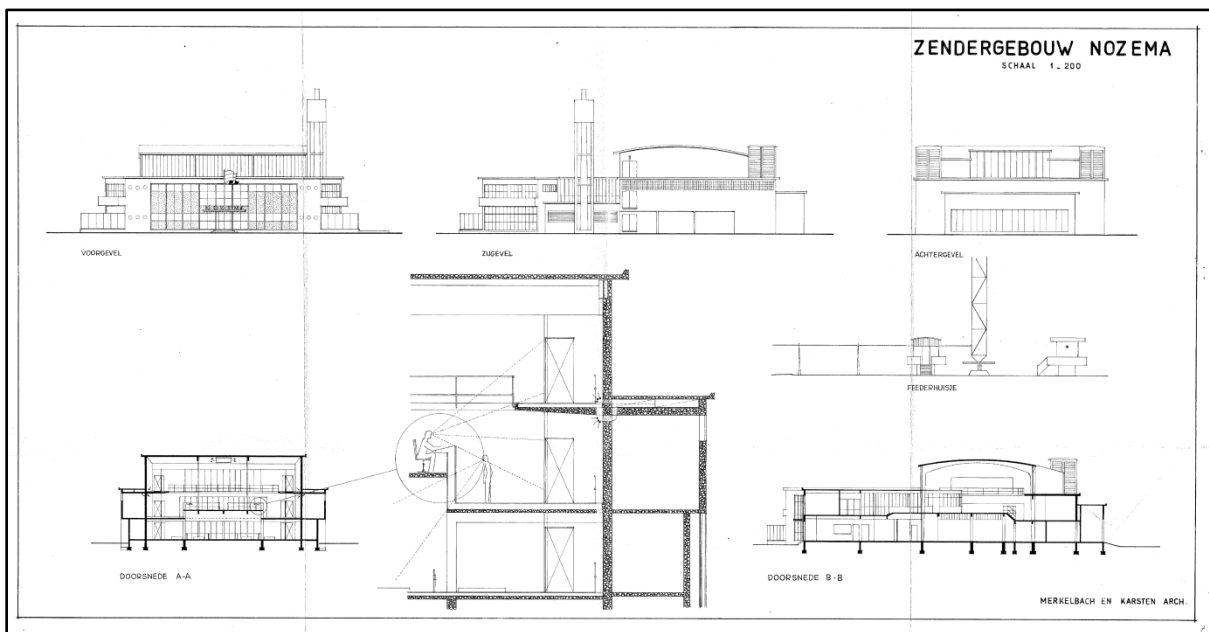 ZENDERGEBOUW NOZEMA
SCHAAL 1_200
VOORGEVEL
ZIJGEVEL
ACHTERGEVEL
FEEDERHUISJE
DOORSNEDE A-A
DOORSNEDE B-B
MERKELBACH EN KARSTEN ARCH.